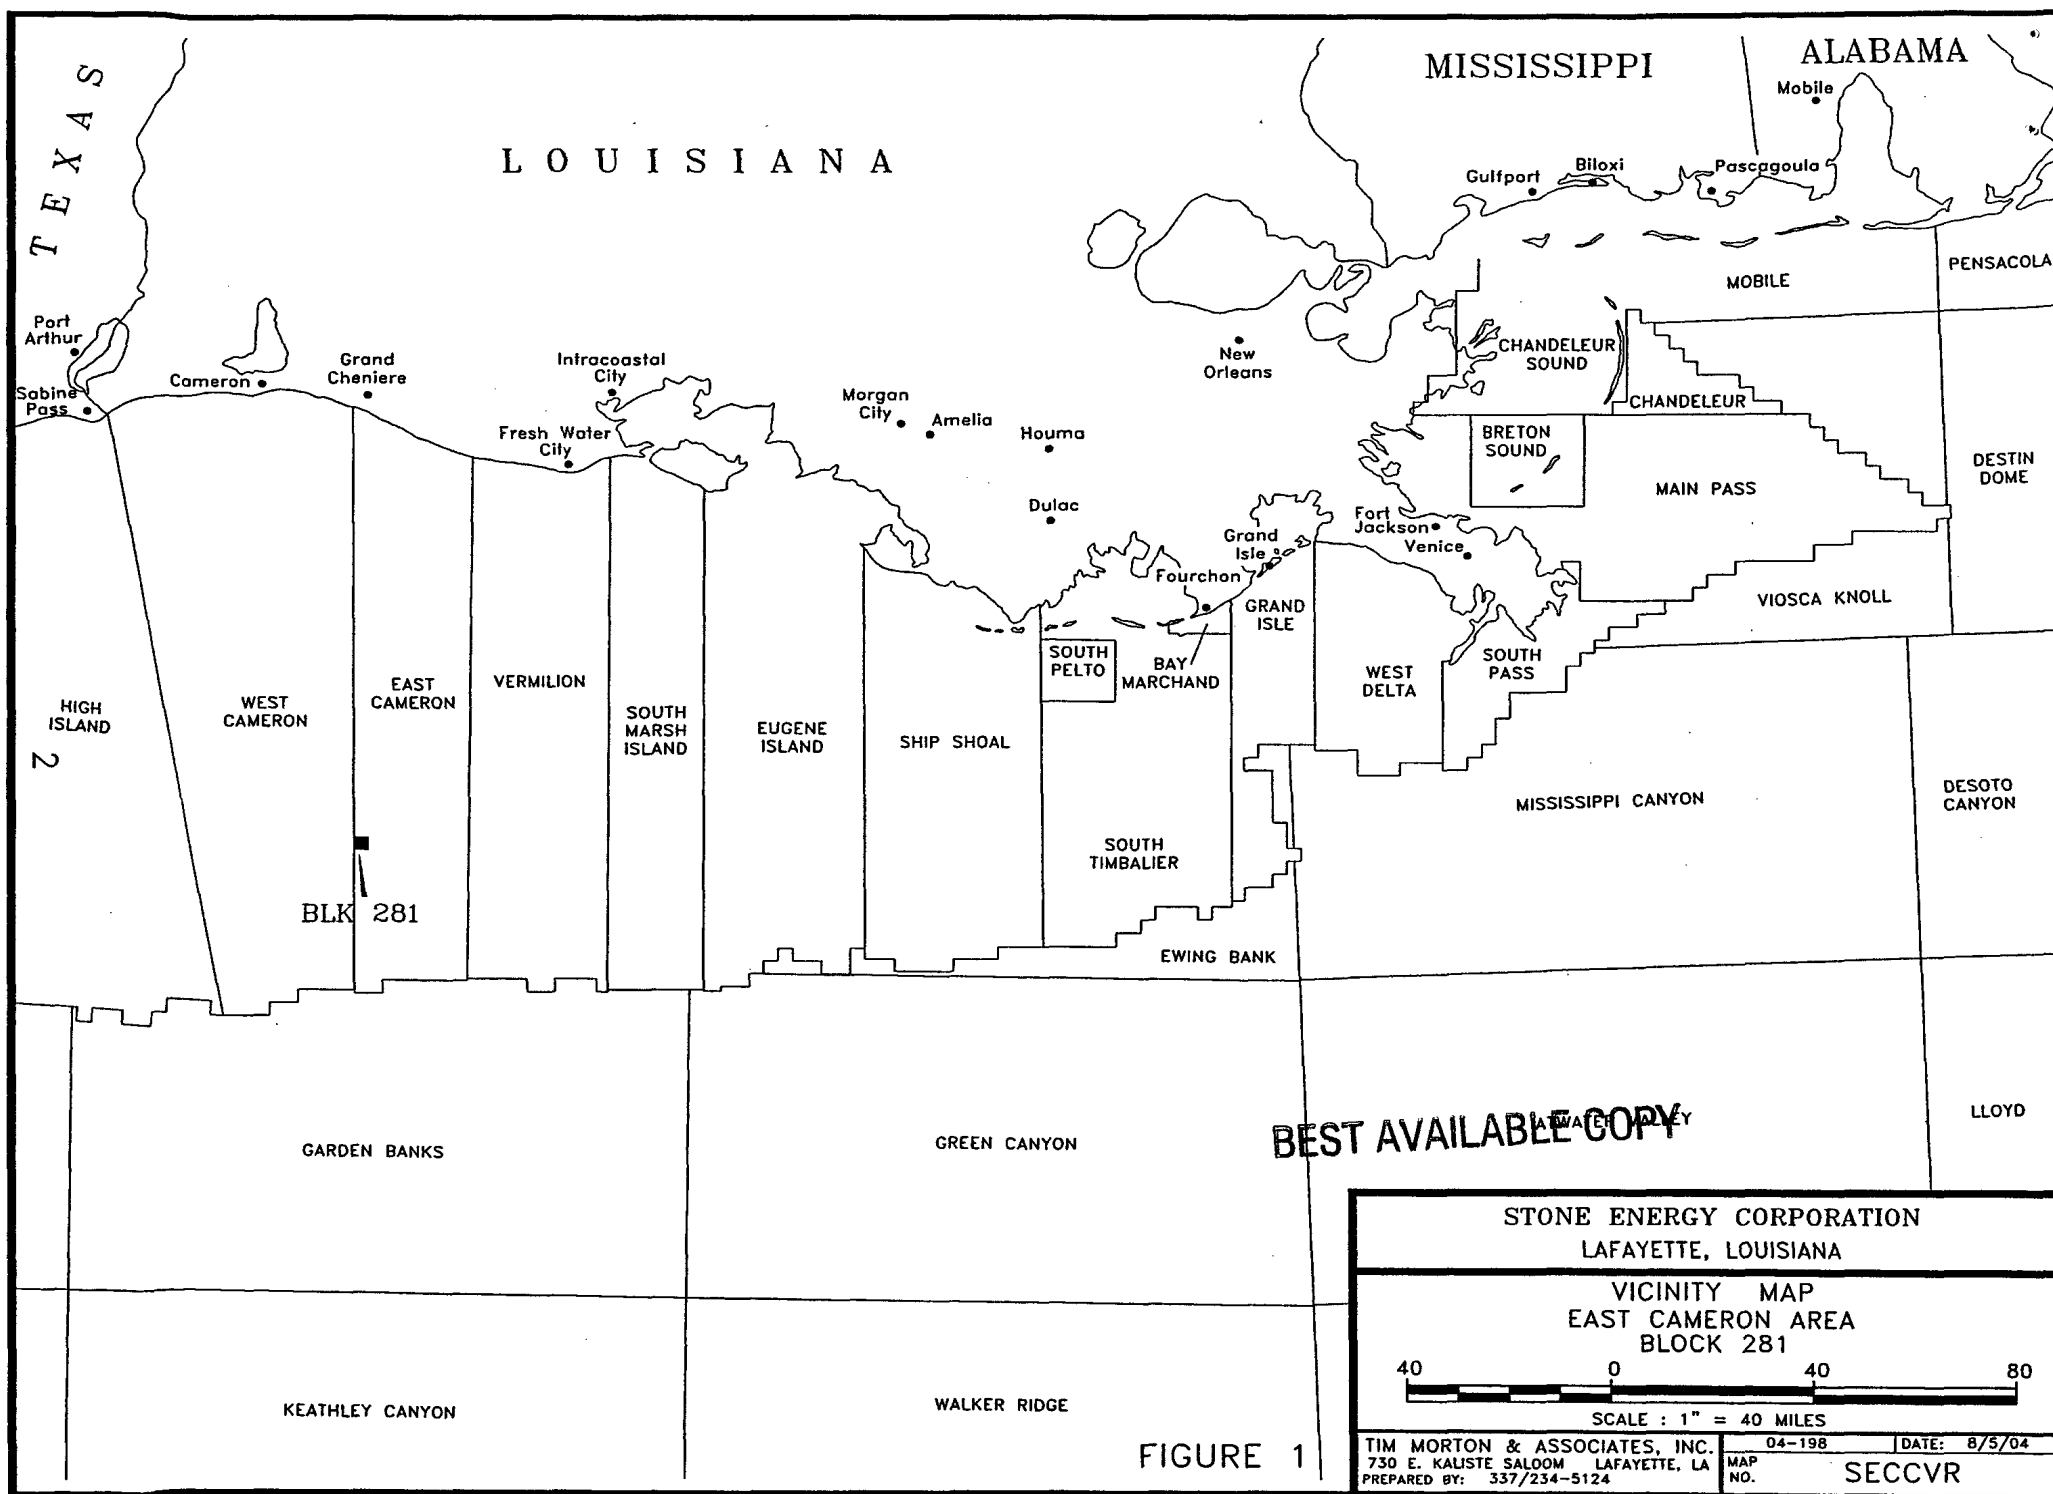 TEXAS
LOUISIANA
MISSISSIPPI
ALABAMA
Mobile
Gulfport
Biloxi
Pascagoula
MOBILE
PENSACOLA
Port
Arthur
Sabine
Pass
Cameron
Grand
Cheniere
Intracoastal
City
Fresh Water
City
Morgan
City
Amelia
Houma
Dulac
New
Orleans
CHANDELEUR
SOUND
CHANDELEUR
BRETON
SOUND
MAIN PASS
DESTIN
DOME
Fort
Jackson
Venice
Grand
Isle
Fourchon
GRAND
ISLE
VIOSCA KNOLL
SOUTH
PELTO
BAY
MARCHAND
WEST
DELTA
SOUTH
PASS
HIGH
ISLAND
2
WEST
CAMERON
EAST
CAMERON
VERMILION
SOUTH
MARSH
ISLAND
EUGENE
ISLAND
SHIP SHOAL
SOUTH
TIMBALIER
MISSISSIPPI CANYON
DESOTO
CANYON
BLK 281
EWING BANK
GARDEN BANKS
GREEN CANYON
ATWATER VALLEY
BEST AVAILABLE COPY
LLOYD
KEATHLEY CANYON
WALKER RIDGE
FIGURE 1
STONE ENERGY CORPORATION
LAFAYETTE, LOUISIANA
VICINITY MAP
EAST CAMERON AREA
BLOCK 281
40 0 40 80
SCALE : 1" = 40 MILES
TIM MORTON & ASSOCIATES, INC.
730 E. KALISTE SALOOM LAFAYETTE, LA
PREPARED BY: 337/234-5124
04-198
DATE: 8/5/04
MAP
NO.
SECCVR